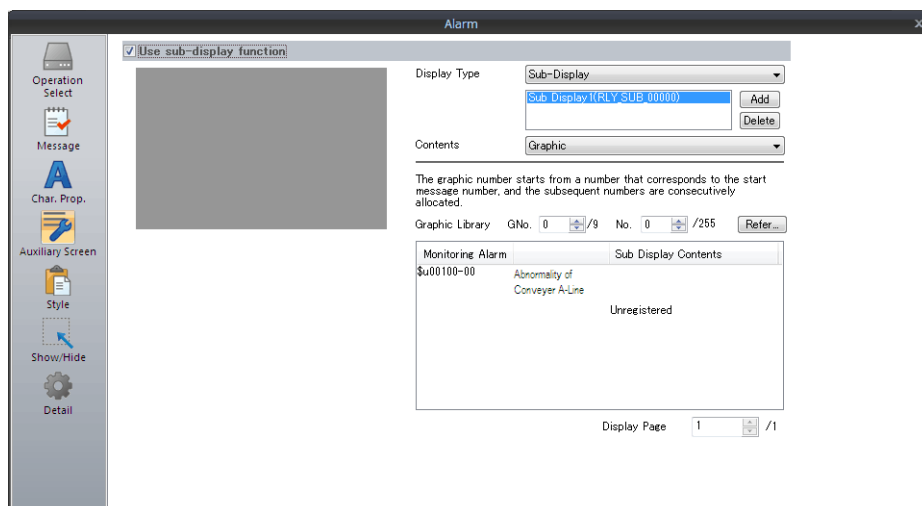 Alarm
x
Operation
Select
Message
Char. Prop.
Auxiliary Screen
Style
Show/Hide
Detail
Use sub-display function
Display Type
Sub-Display
Sub Display1(RLY_SUB_00000)
Add
Delete
Contents
Graphic
The graphic number starts from a number that corresponds to the start
message number, and the subsequent numbers are consecutively
allocated.
Graphic Library GNo. 0 /9 No. 0 /255 Refer...
Monitoring Alarm Sub Display Contents
$u00100-00 Abnormality of
Conveyer A-Line
Unregistered
Display Page 1 /1